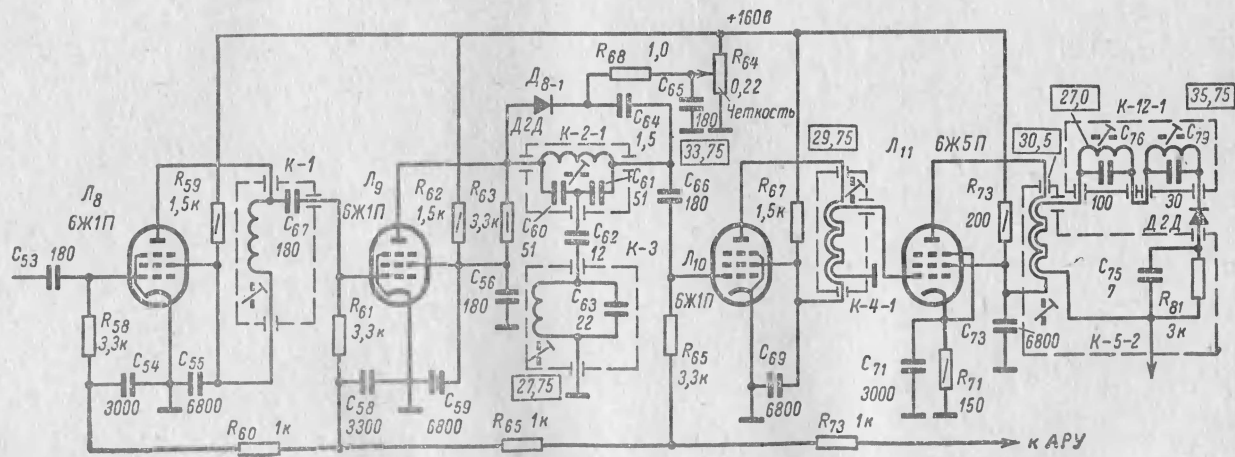 +160в
R68 1,0
R64
0,22
Четкость
C65
180
Д8-1
Д2Д
C64
1,5
К-2-1
33,75
27,0
К-12-1
35,75
C76
C79
100
30
29,75
30,5
Л8
6Ж1П
R59
1,5к
К-1
C67
180
Л9
6Ж1П
R62
1,5к
R63
3,3к
C60
51
C61
51
C62
12
К-3
C66
180
R67
1,5к
Л11
6Ж5П
R73
200
Д2Д
C53
180
R58
3,3к
C54
3000
C55
6800
R61
3,3к
C56
180
C63
22
27,75
Л10
6Ж1П
R65
3,3к
К-4-1
C73
6800
C75
7
R81
3к
К-5-2
C58
3300
C59
6800
C69
6800
C71
3000
R71
150
R60 1к
R65 1к
R73 1к
к АРУ